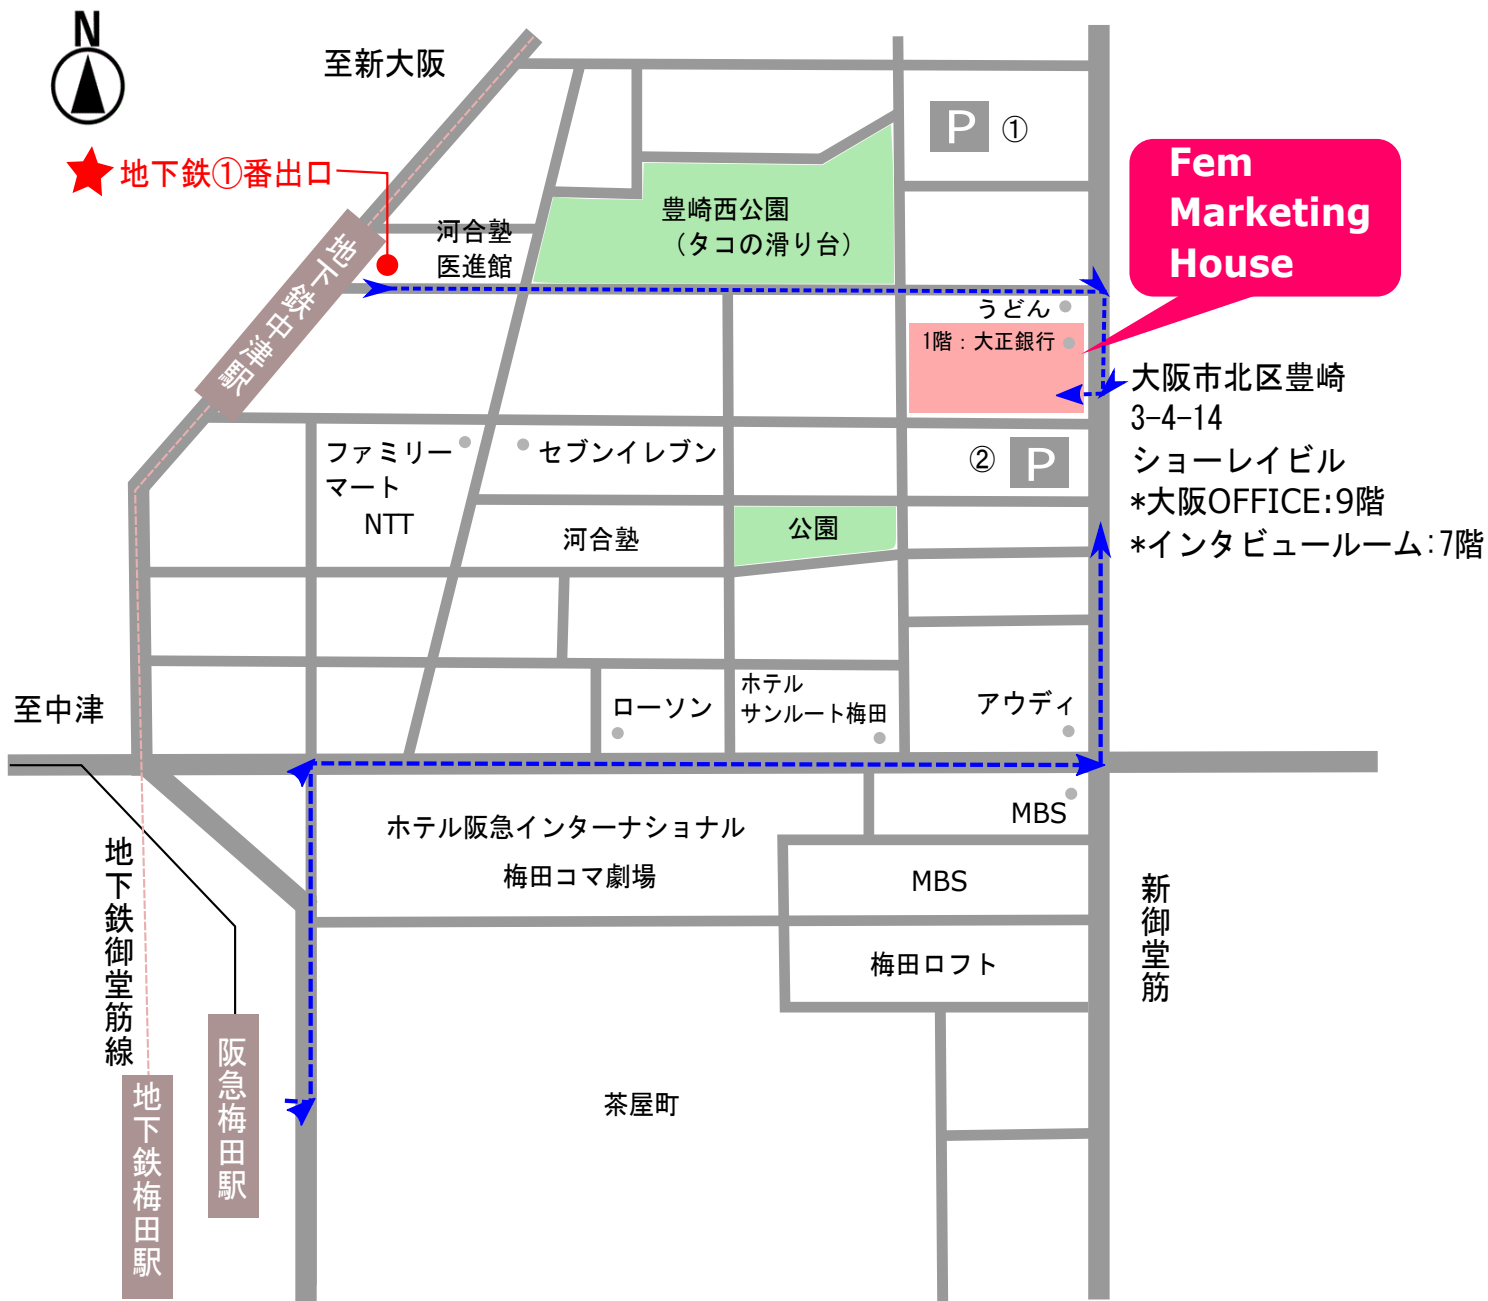 N
至新大阪
地下鉄①番出口
P ①
Fem
Marketing
House
河合塾
医進館
豊崎西公園
（タコの滑り台）
地下鉄中津駅
うどん
1階：大正銀行
大阪市北区豊崎
3-4-14
ショーレイビル
*大阪OFFICE:9階
*インタビュールーム:7階
ファミリー
マート
セブンイレブン
② P
NTT
河合塾
公園
至中津
ローソン
ホテル
サンルート梅田
アウディ
ホテル阪急インターナショナル
梅田コマ劇場
MBS
MBS
地下鉄御堂筋線
新御堂筋
梅田ロフト
阪急梅田駅
地下鉄梅田駅
茶屋町